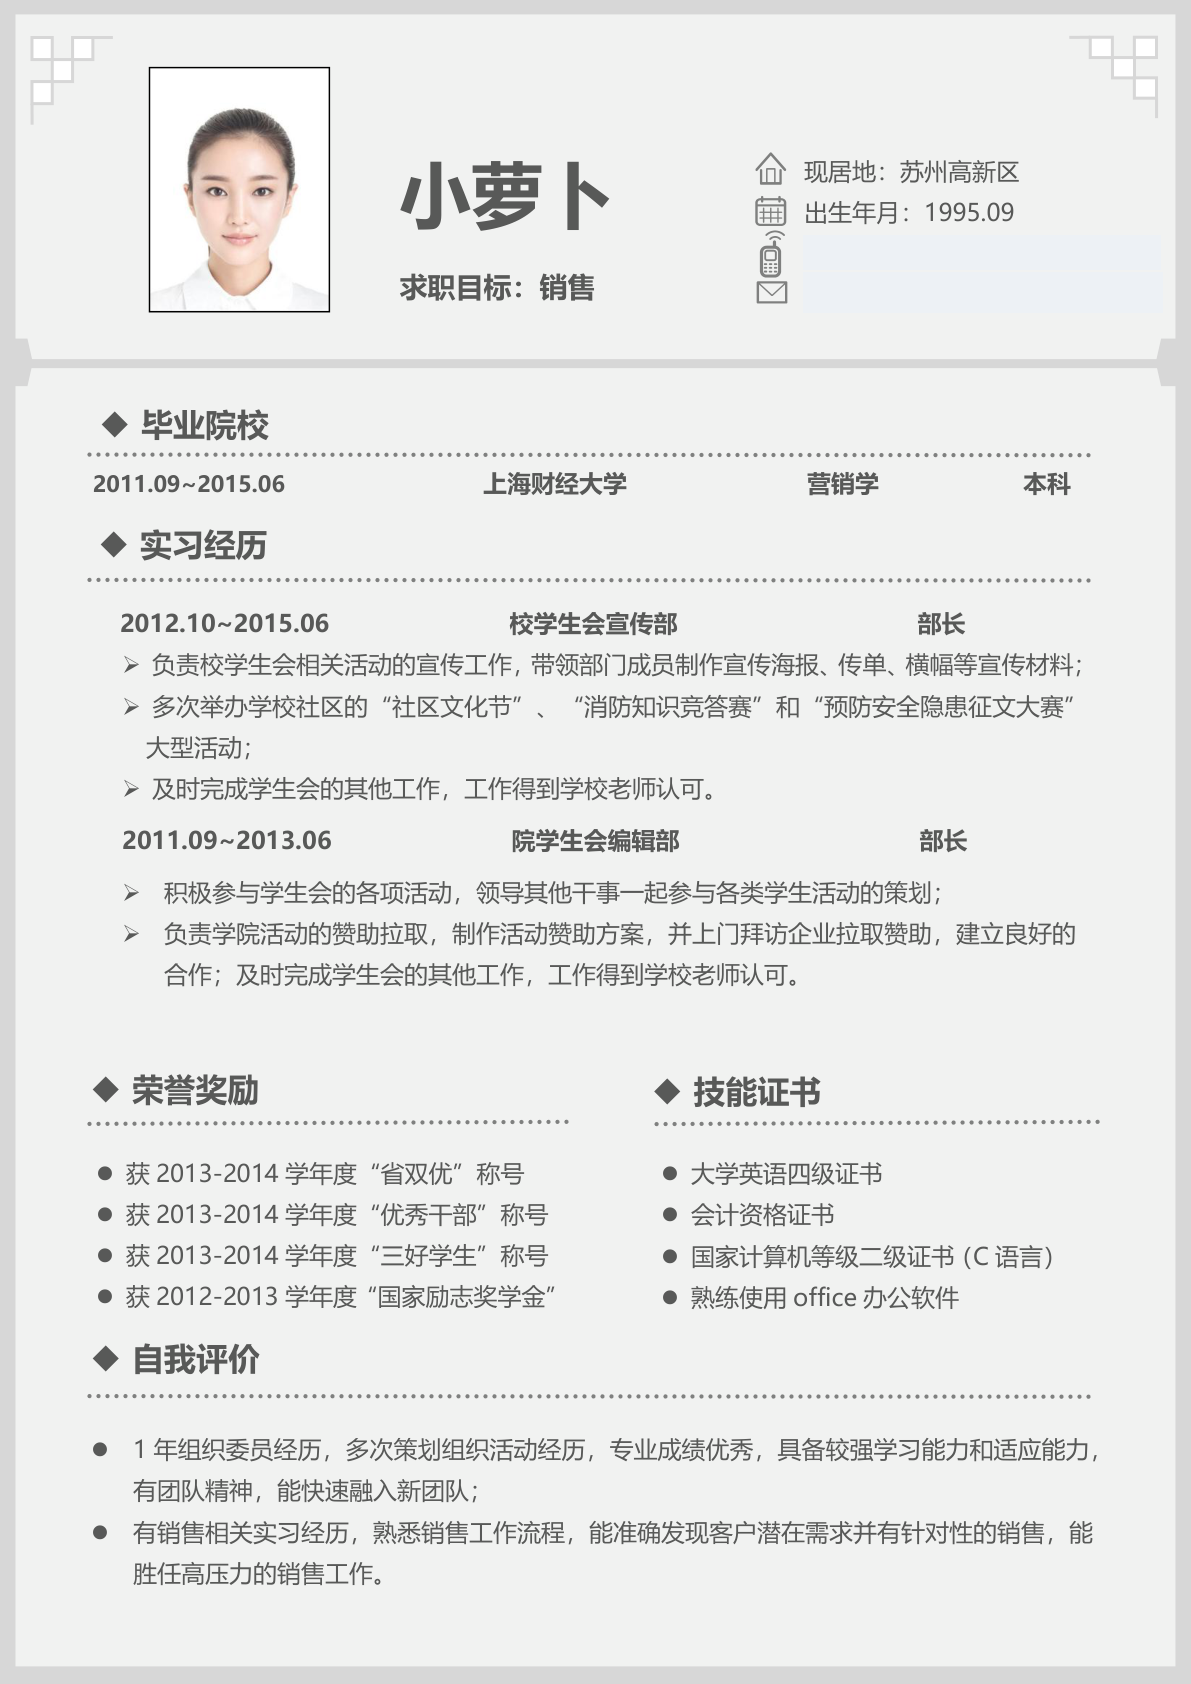 小萝卜
求职目标：销售
现居地：苏州高新区
出生年月：1995.09
毕业院校
2011.09~2015.06 上海财经大学 营销学 本科
实习经历
2012.10~2015.06 校学生会宣传部 部长
负责校学生会相关活动的宣传工作，带领部门成员制作宣传海报、传单、横幅等宣传材料；
多次举办学校社区的“社区文化节”、“消防知识竞答赛”和“预防安全隐患征文大赛”
大型活动；
及时完成学生会的其他工作，工作得到学校老师认可。
2011.09~2013.06 院学生会编辑部 部长
积极参与学生会的各项活动，领导其他干事一起参与各类学生活动的策划；
负责学院活动的赞助拉取，制作活动赞助方案，并上门拜访企业拉取赞助，建立良好的
合作；及时完成学生会的其他工作，工作得到学校老师认可。
荣誉奖励
获 2013-2014 学年度“省双优”称号
获 2013-2014 学年度“优秀干部”称号
获 2013-2014 学年度“三好学生”称号
获 2012-2013 学年度“国家励志奖学金”
技能证书
大学英语四级证书
会计资格证书
国家计算机等级二级证书（C 语言）
熟练使用 office 办公软件
自我评价
1 年组织委员经历，多次策划组织活动经历，专业成绩优秀，具备较强学习能力和适应能力，
有团队精神，能快速融入新团队；
有销售相关实习经历，熟悉销售工作流程，能准确发现客户潜在需求并有针对性的销售，能
胜任高压力的销售工作。